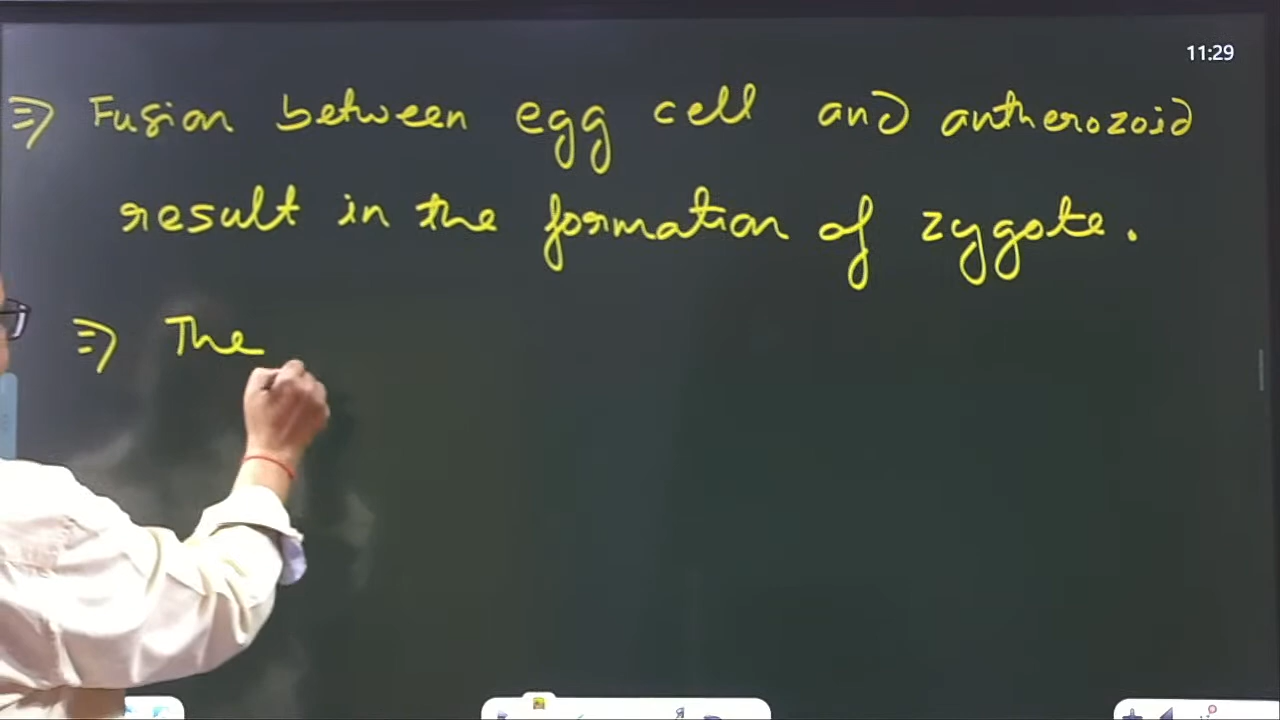 11:29
⇒ Fusion between egg cell and antherozoid
result in the formation of zygote.
⇒ The